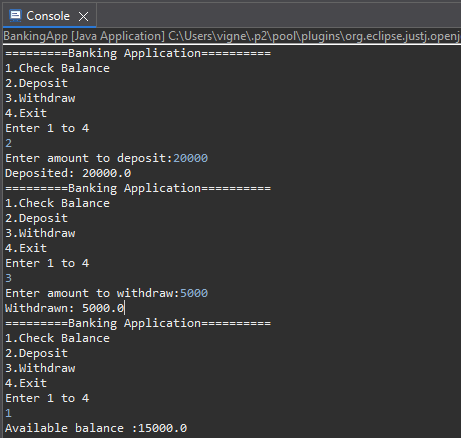 Console
BankingApp [Java Application] C:\Users\vigne\.p2\pool\plugins\org.eclipse.justj.openj
=========Banking Application==========
1.Check Balance
2.Deposit
3.Withdraw
4.Exit
Enter 1 to 4
2
Enter amount to deposit:20000
Deposited: 20000.0
=========Banking Application==========
1.Check Balance
2.Deposit
3.Withdraw
4.Exit
Enter 1 to 4
3
Enter amount to withdraw:5000
Withdrawn: 5000.0
=========Banking Application==========
1.Check Balance
2.Deposit
3.Withdraw
4.Exit
Enter 1 to 4
1
Available balance :15000.0